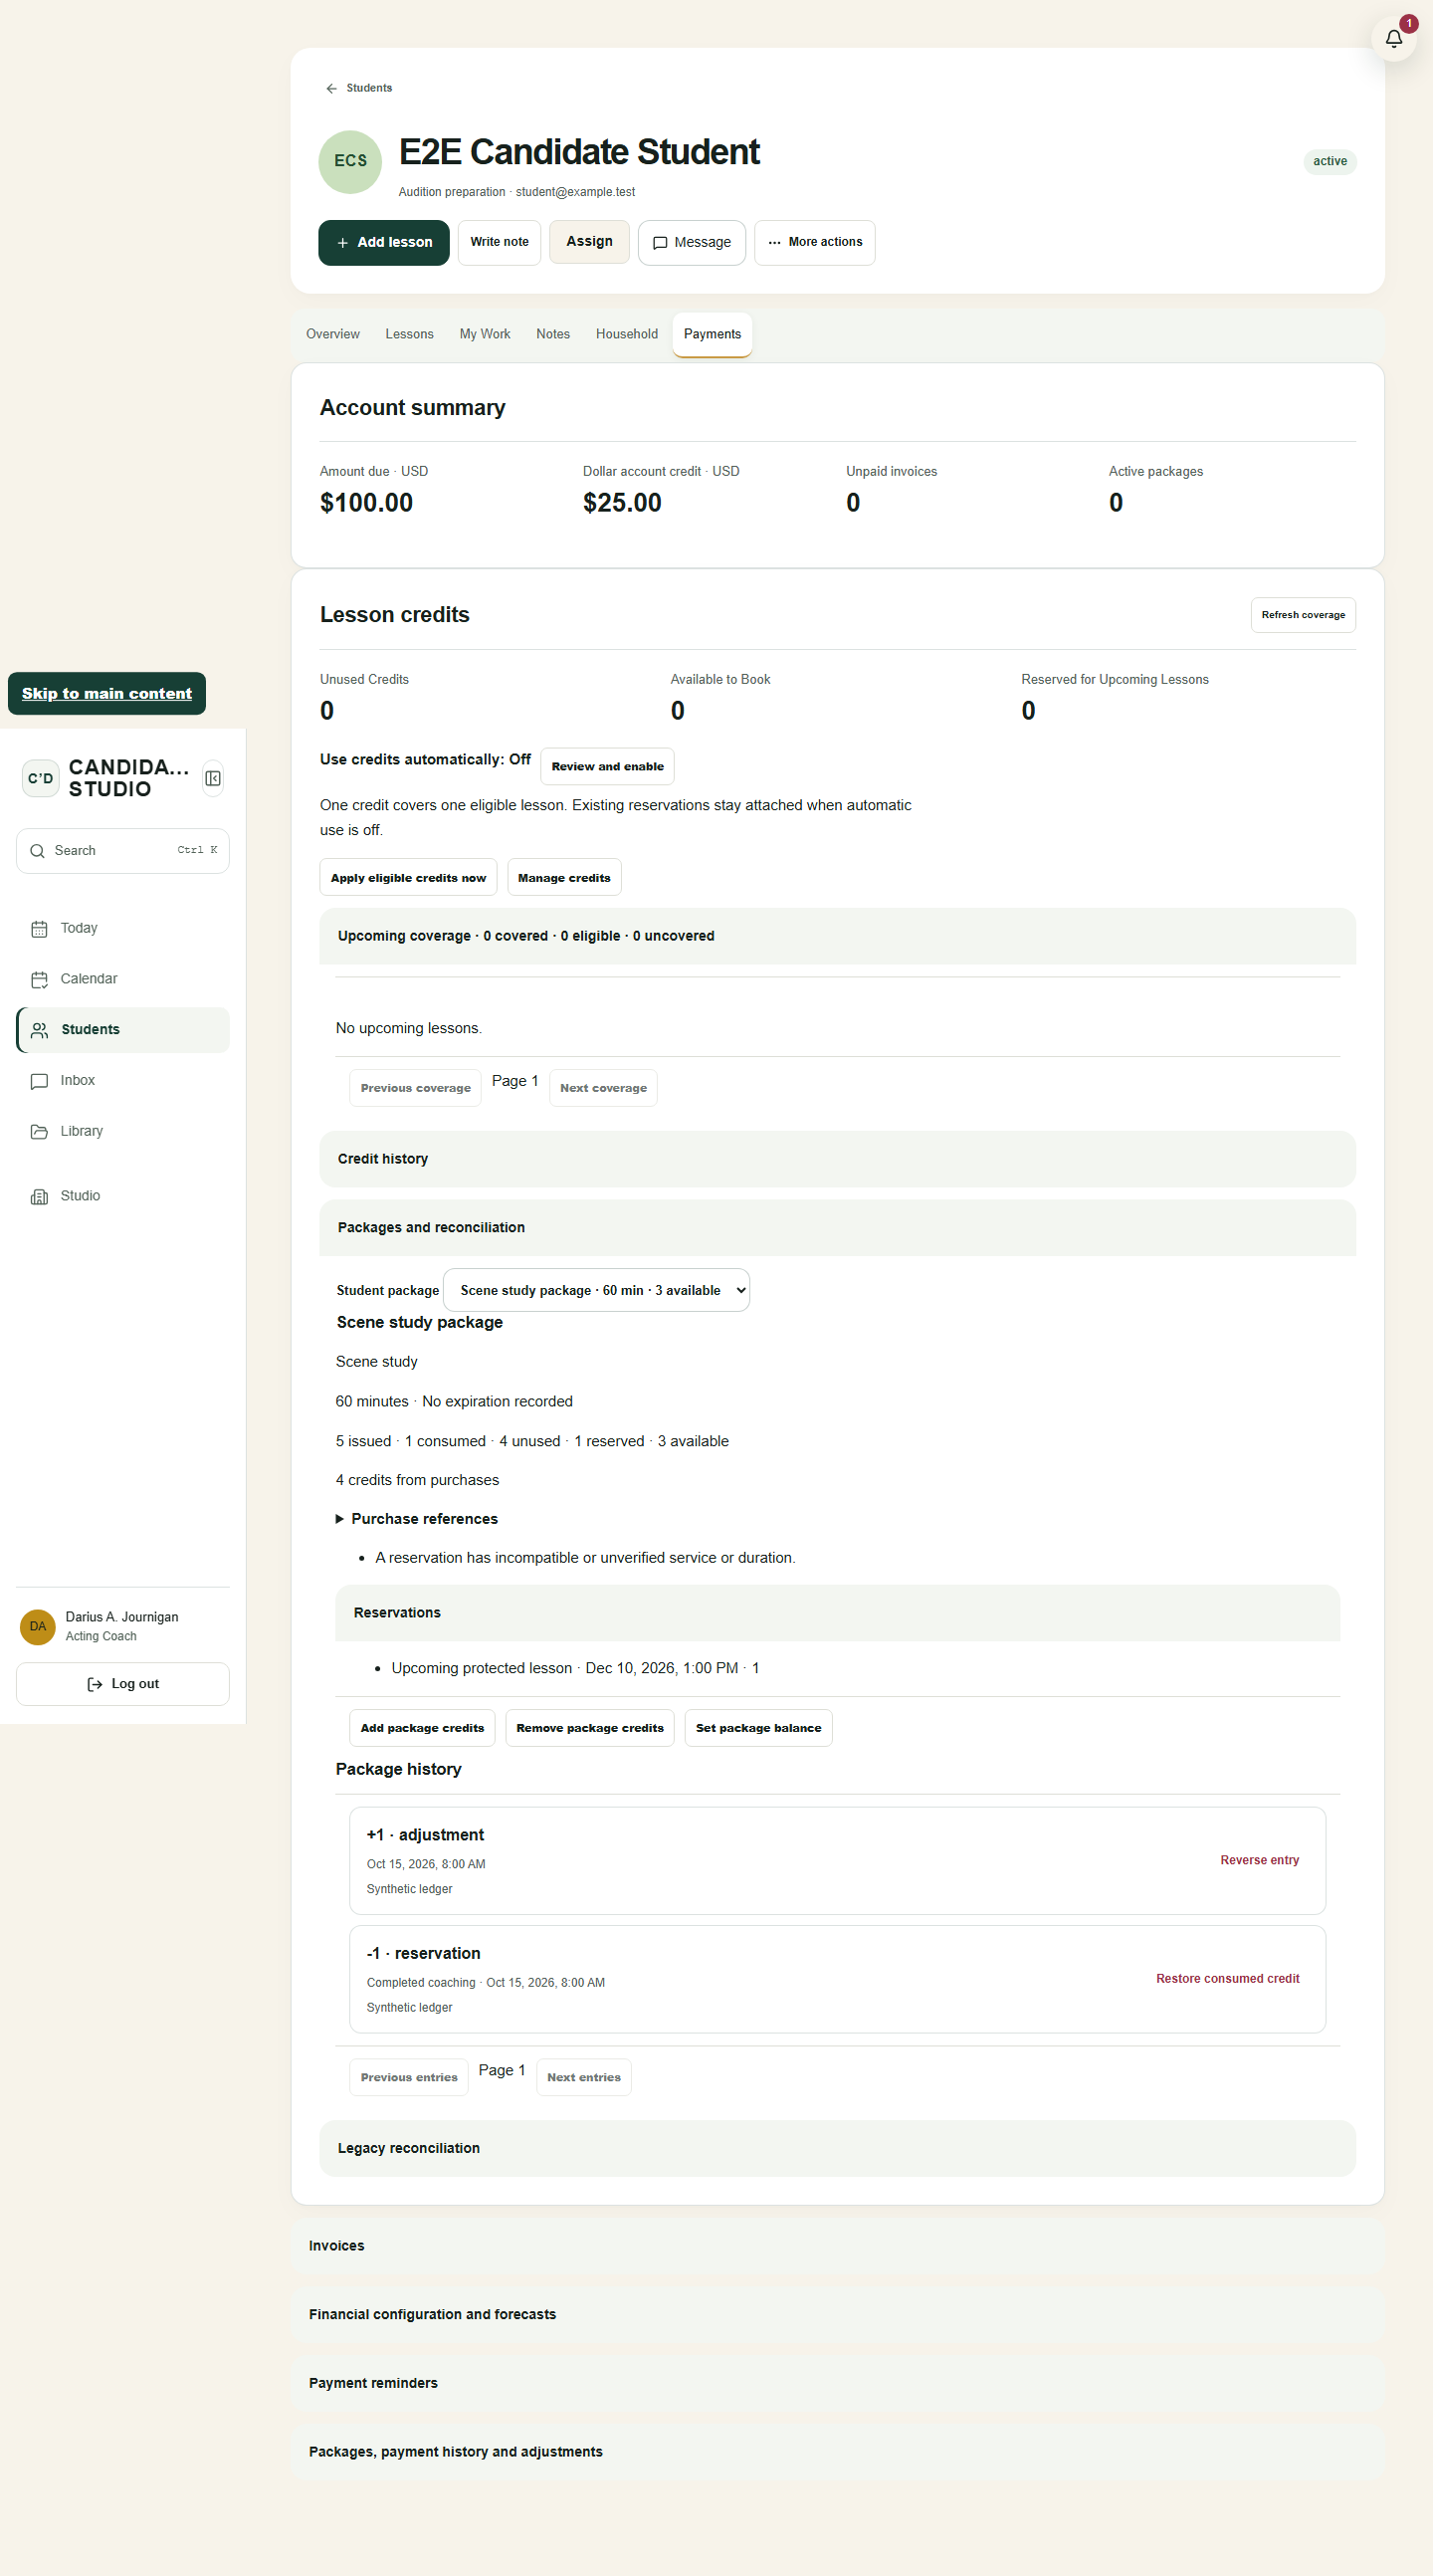 1
Students
ECS
E2E Candidate Student
Audition preparation · student@example.test
active
Add lesson
Write note
Assign
Message
More actions
Overview
Lessons
My Work
Notes
Household
Payments
Account summary
Amount due · USD
$100.00
Dollar account credit · USD
$25.00
Unpaid invoices
0
Active packages
0
Lesson credits
Refresh coverage
Unused Credits
0
Available to Book
0
Reserved for Upcoming Lessons
0
Use credits automatically: Off
Review and enable
One credit covers one eligible lesson. Existing reservations stay attached when automatic
use is off.
Apply eligible credits now
Manage credits
Upcoming coverage · 0 covered · 0 eligible · 0 uncovered
No upcoming lessons.
Previous coverage
Page 1
Next coverage
Credit history
Packages and reconciliation
Student package
Scene study package · 60 min · 3 available
Scene study package
Scene study
60 minutes · No expiration recorded
5 issued · 1 consumed · 4 unused · 1 reserved · 3 available
4 credits from purchases
Purchase references
A reservation has incompatible or unverified service or duration.
Reservations
Upcoming protected lesson · Dec 10, 2026, 1:00 PM · 1
Add package credits
Remove package credits
Set package balance
Package history
+1 · adjustment
Oct 15, 2026, 8:00 AM
Synthetic ledger
Reverse entry
-1 · reservation
Completed coaching · Oct 15, 2026, 8:00 AM
Synthetic ledger
Restore consumed credit
Previous entries
Page 1
Next entries
Legacy reconciliation
Invoices
Financial configuration and forecasts
Payment reminders
Packages, payment history and adjustments
Skip to main content
C'D
CANDIDA...
STUDIO
Search
Ctrl K
Today
Calendar
Students
Inbox
Library
Studio
DA
Darius A. Journigan
Acting Coach
Log out